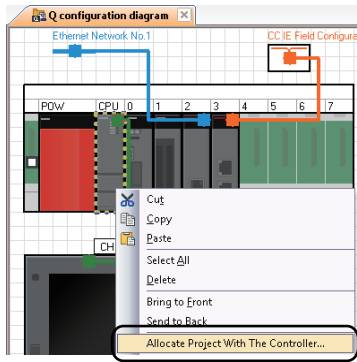 Q configuration diagram
Ethernet Network No.1
CC IE Field Configura
POW CPU 0 1 2 3 4 5 6 7
CH
Cut
Copy
Paste
Select All
Delete
Bring to Front
Send to Back
Allocate Project With The Controller...